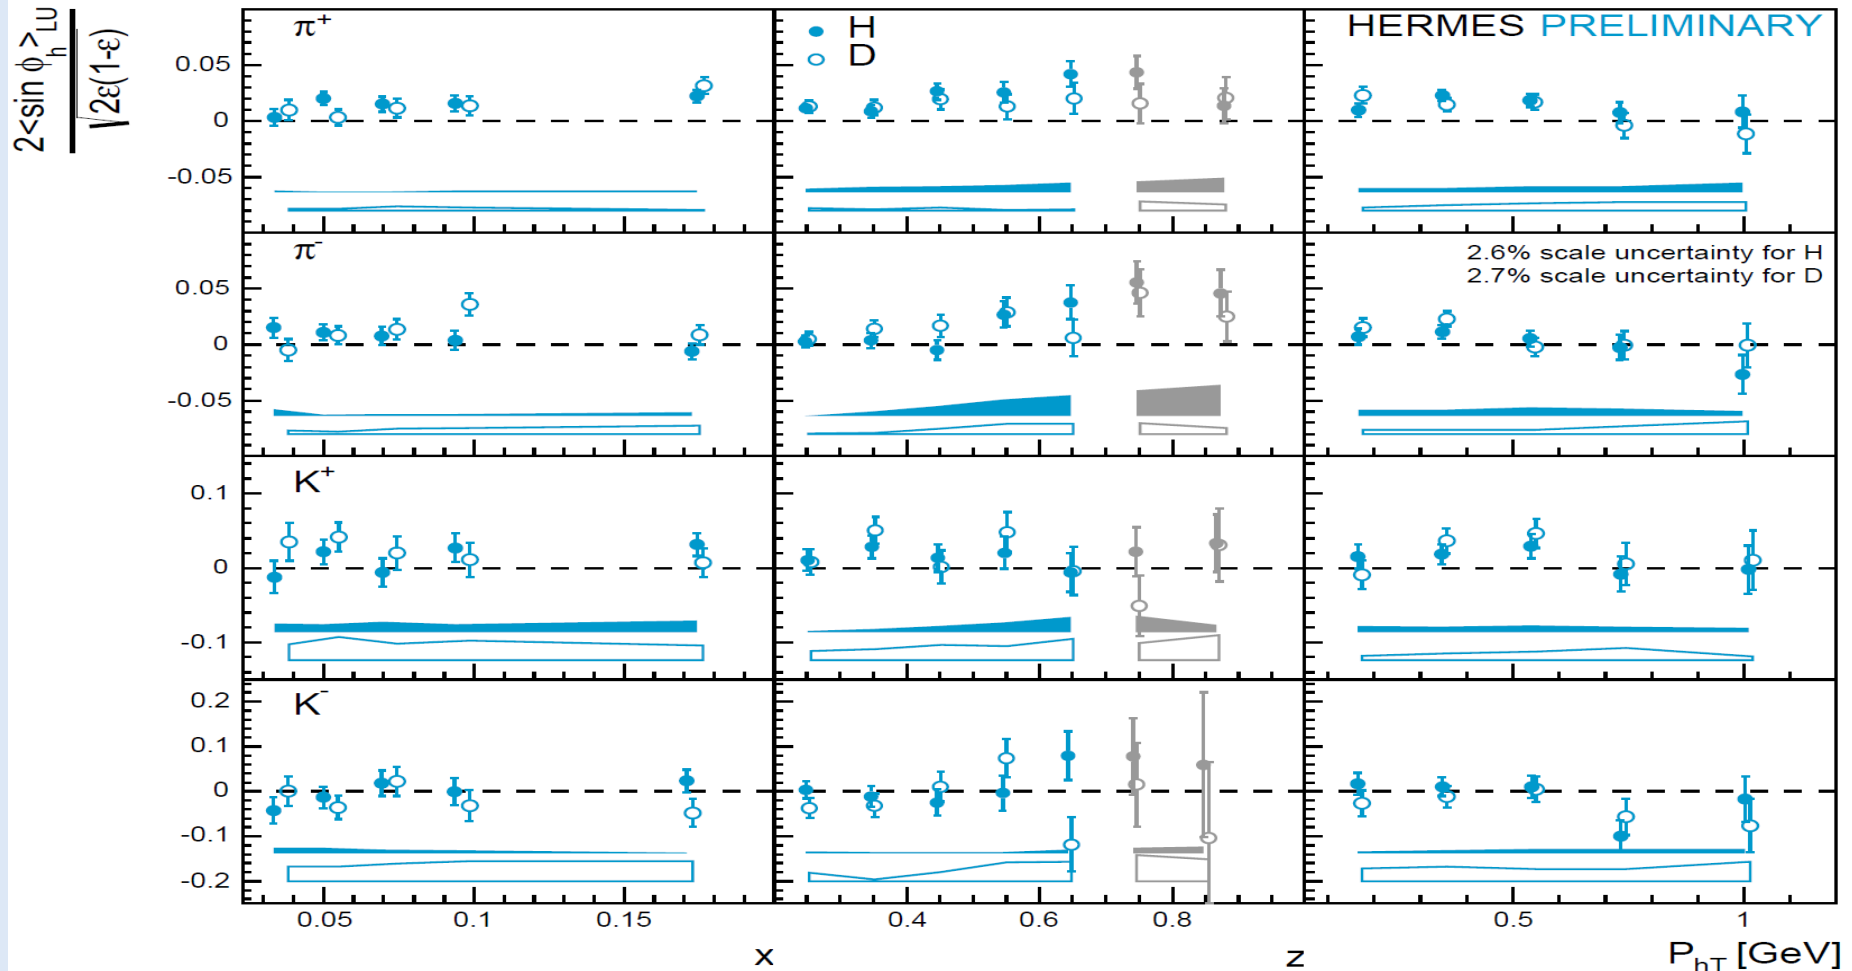 2<sin ϕ>h LU
√2ε(1-ε)
π+
H
D
HERMES PRELIMINARY
0.05
0
-0.05
π-
2.6% scale uncertainty for H
2.7% scale uncertainty for D
0.05
0
-0.05
K+
0.1
0
-0.1
K-
0.2
0.1
0
-0.1
-0.2
0.05 0.1 0.15 0.4 0.6 0.8 0.5 1
x z PhT [GeV]